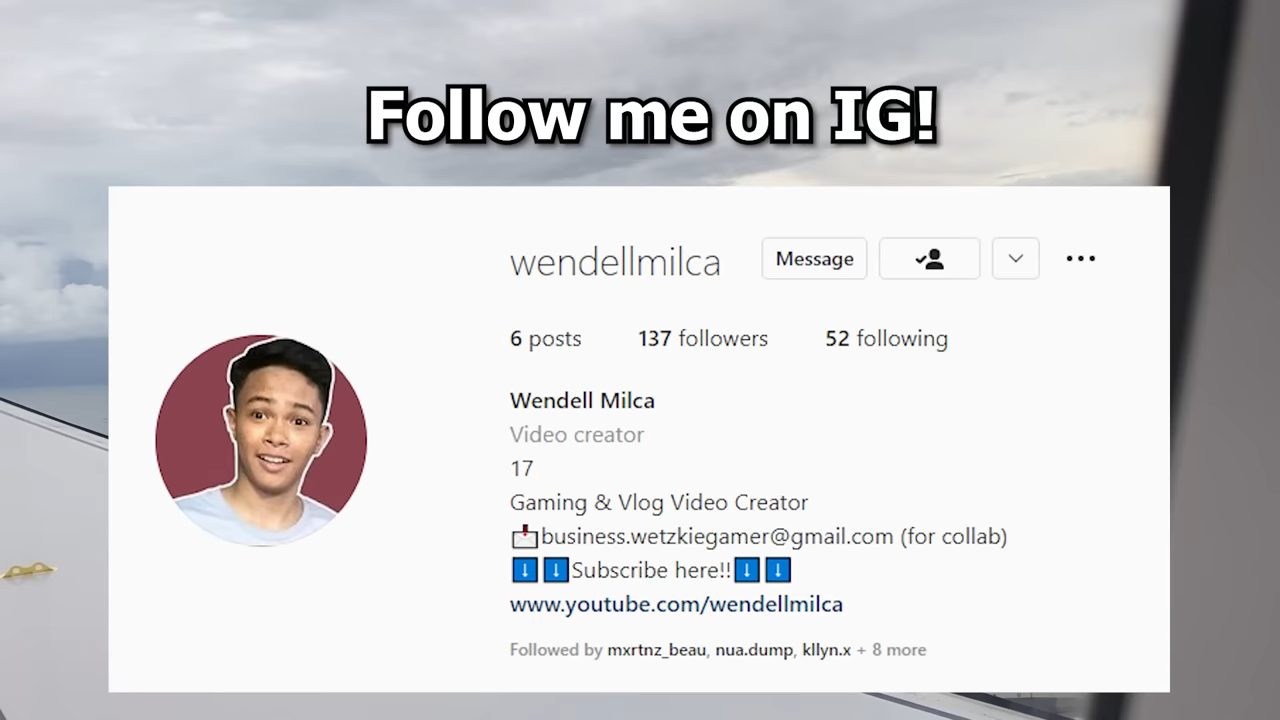 Follow me on IG!
wendellmilca Message
6 posts 137 followers 52 following
Wendell Milca
Video creator
17
Gaming & Vlog Video Creator
📩business.wetzkiegamer@gmail.com (for collab)
⬇️⬇️Subscribe here!!⬇️⬇️
www.youtube.com/wendellmilca
Followed by mxrtnz_beau, nua.dump, kllyn.x + 8 more